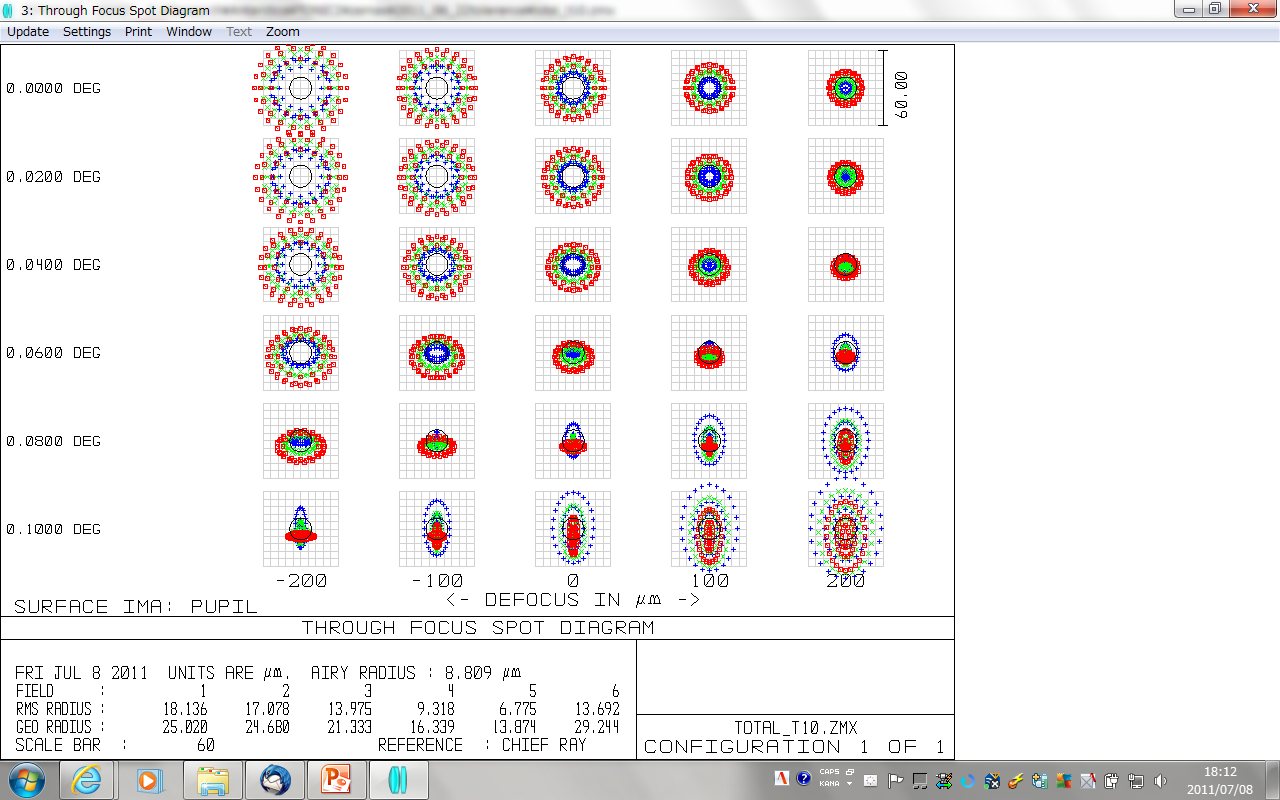 3: Through Focus Spot Diagram
Update Settings Print Window Text Zoom
0.0000 DEG
60.00
0.0200 DEG
0.0400 DEG
0.0600 DEG
0.0800 DEG
0.1000 DEG
-200 -100 0 100 200
<- DEFOCUS IN µm ->
SURFACE IMA: PUPIL
THROUGH FOCUS SPOT DIAGRAM
FRI JUL 8 2011 UNITS ARE µm. AIRY RADIUS : 8.809 µm
FIELD : 1 2 3 4 5 6
RMS RADIUS : 18.136 17.078 13.975 9.318 6.775 13.692
GEO RADIUS : 25.020 24.680 21.333 16.339 13.874 29.244
SCALE BAR : 60 REFERENCE : CHIEF RAY
TOTAL_T10.ZMX
CONFIGURATION 1 OF 1
A CAPS
KANA
18:12
2011/07/08